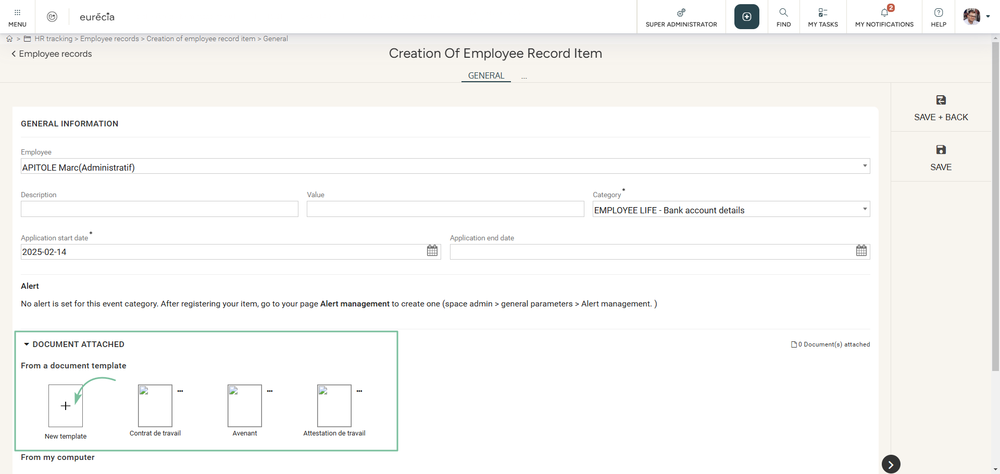 MENU
eurécia
SUPER ADMINISTRATOR
FIND
MY TASKS
2
MY NOTIFICATIONS
HELP
> HR tracking > Employee records > Creation of employee record item > General
Employee records
Creation Of Employee Record Item
GENERAL
...
SAVE + BACK
SAVE
GENERAL INFORMATION
Employee
APITOLE Marc(Administratif)
Description
Value
Category *
EMPLOYEE LIFE - Bank account details
Application start date *
2025-02-14
Application end date
Alert
No alert is set for this event category. After registering your item, go to your page Alert management to create one (space admin > general parameters > Alert management. )
DOCUMENT ATTACHED
0 Document(s) attached
From a document template
New template
...
Contrat de travail
...
Avenant
...
Attestation de travail
From my computer